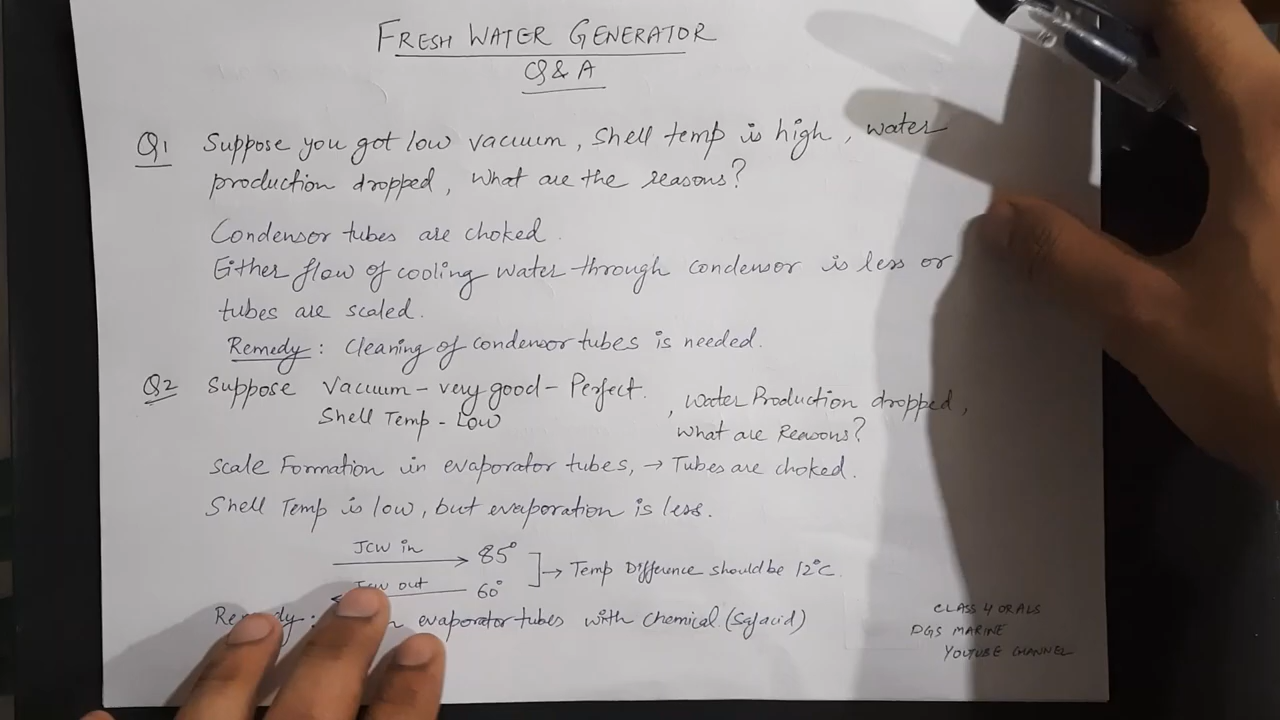 FRESH WATER GENERATOR
Q & A
Q1 Suppose you got low vacuum, Shell temp is high, water
production dropped, What are the reasons?
Condensor tubes are choked.
Either flow of cooling water through condensor is less or
tubes are scaled.
Remedy: Cleaning of condensor tubes is needed.
Q2 Suppose Vacuum - very good - Perfect.
Shell Temp - Low
, Water Production dropped,
What are Reasons?
Scale Formation in evaporator tubes, → Tubes are choked.
Shell Temp is low, but evaporation is less.
JCW in → 85°
out 60°
] → Temp Difference should be 12°C.
evaporator tubes with chemical (Safacid)
CLASS 4 ORALS
DGS MARINE
YOUTUBE CHANNEL